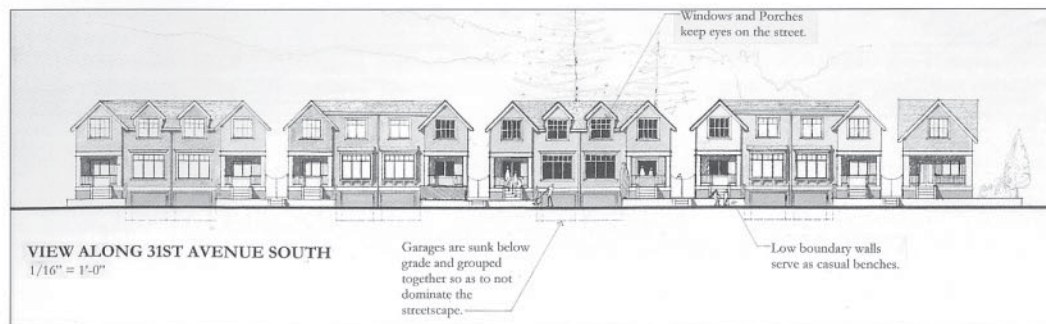 Windows and Porches
keep eyes on the street.
VIEW ALONG 31ST AVENUE SOUTH
1/16" = 1'-0"
Garages are sunk below
grade and grouped
together so as to not
dominate the
streetscape.
Low boundary walls
serve as casual benches.